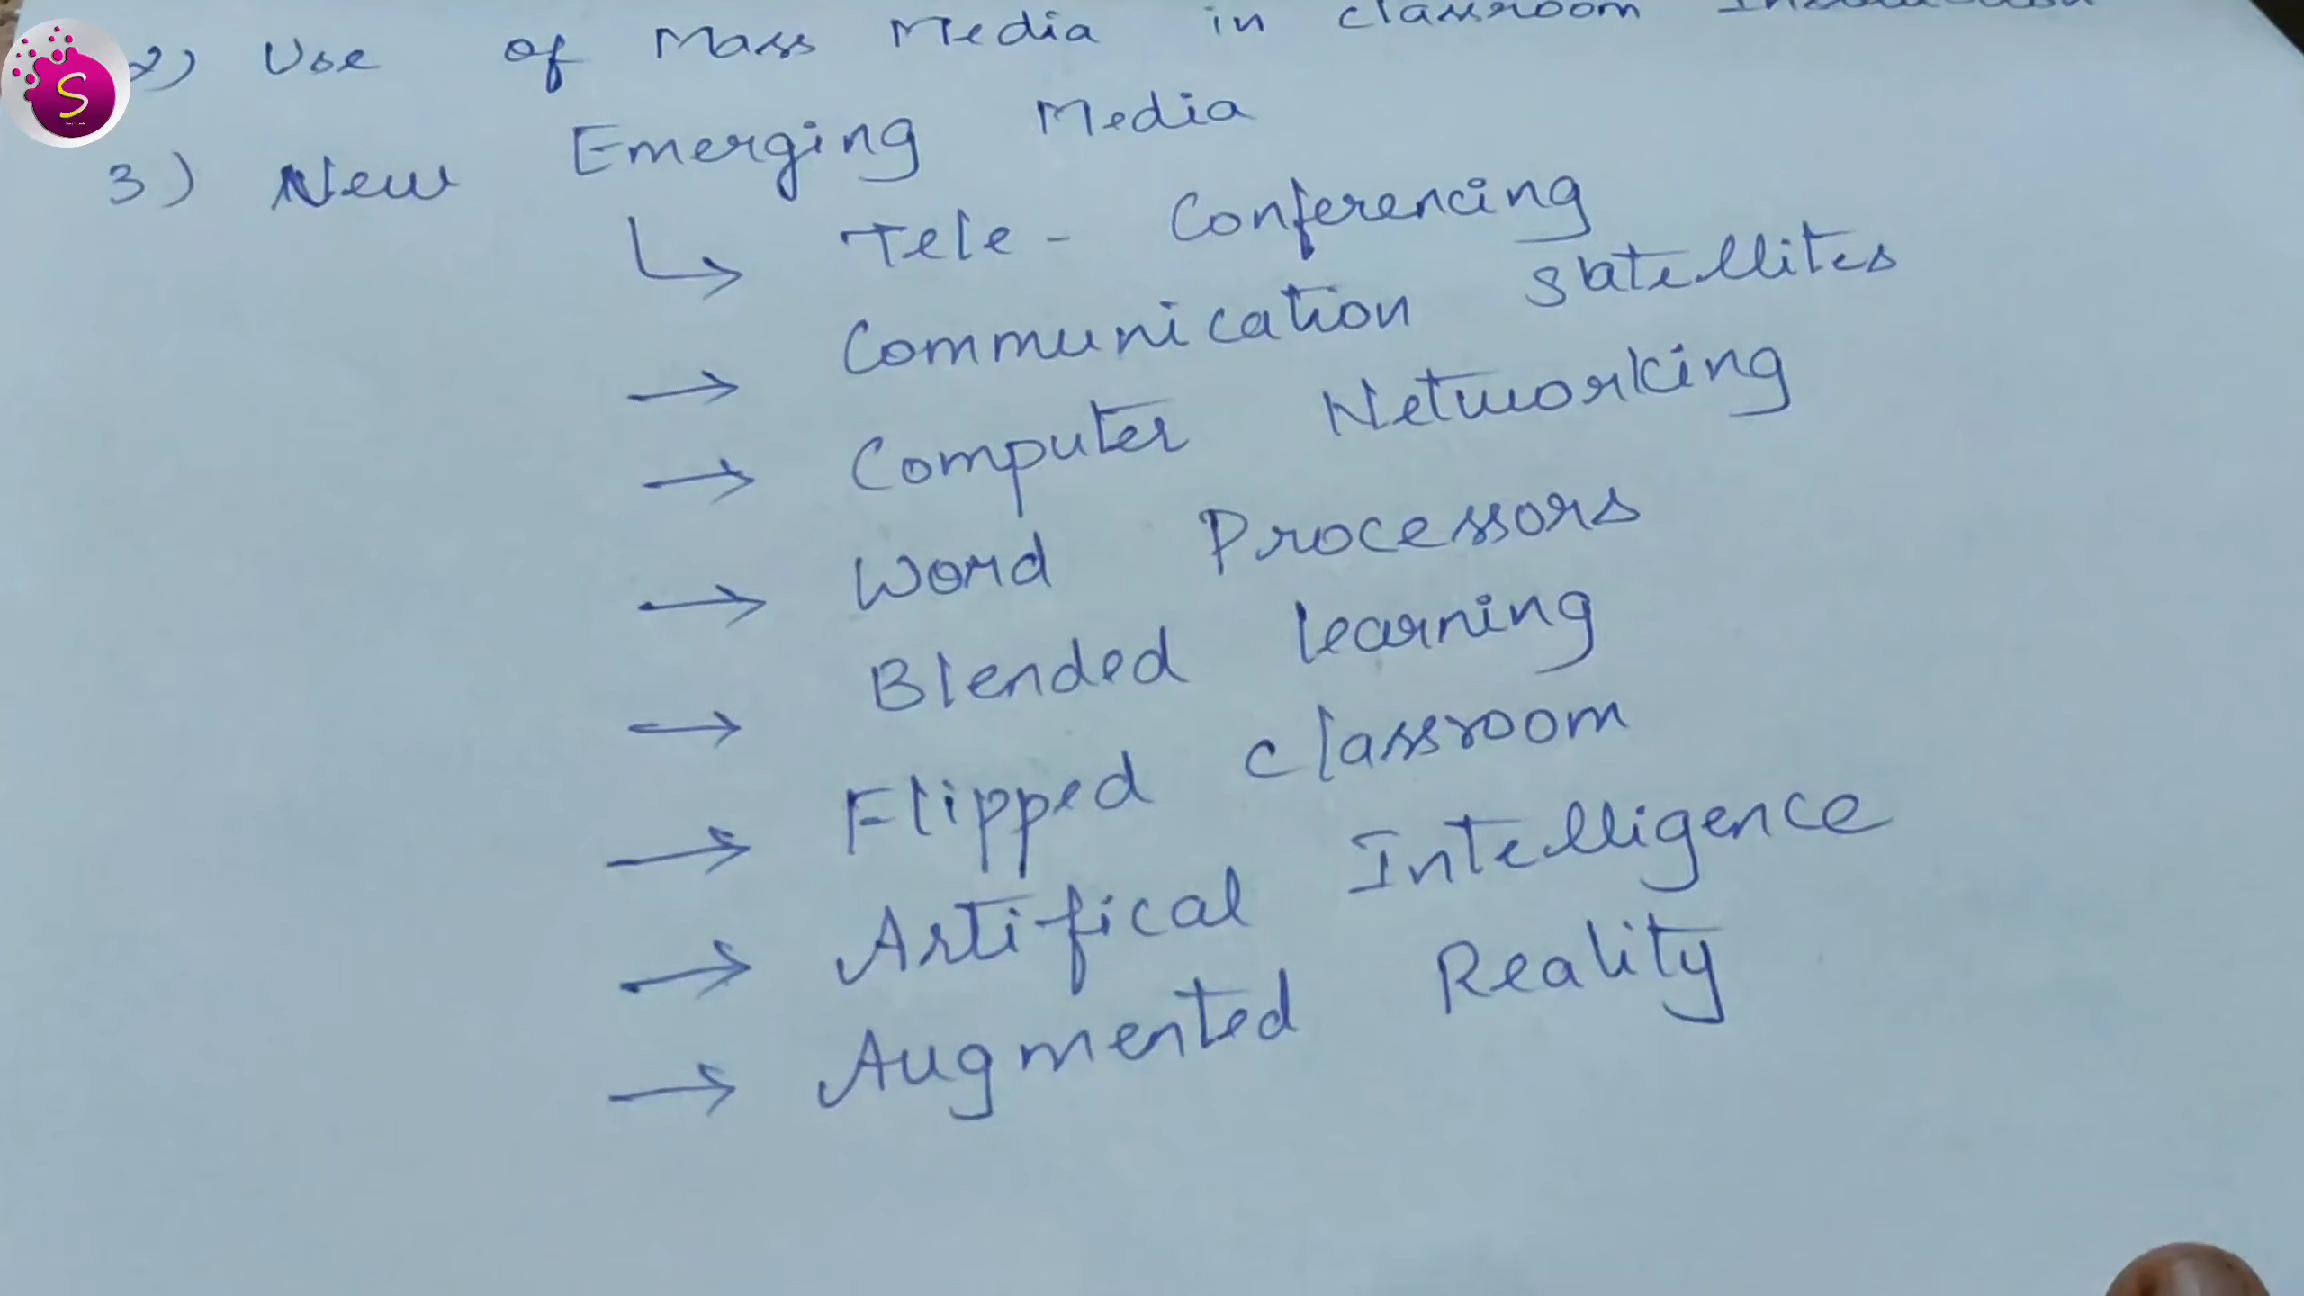 2) Use of Mass Media in classroom
3) New Emerging Media
↳ Tele - Conferencing
→ Communication Satellites
→ Computer Networking
→ Word Processors
→ Blended learning
→ Flipped classroom
→ Artifical Intelligence
→ Augmented Reality
S